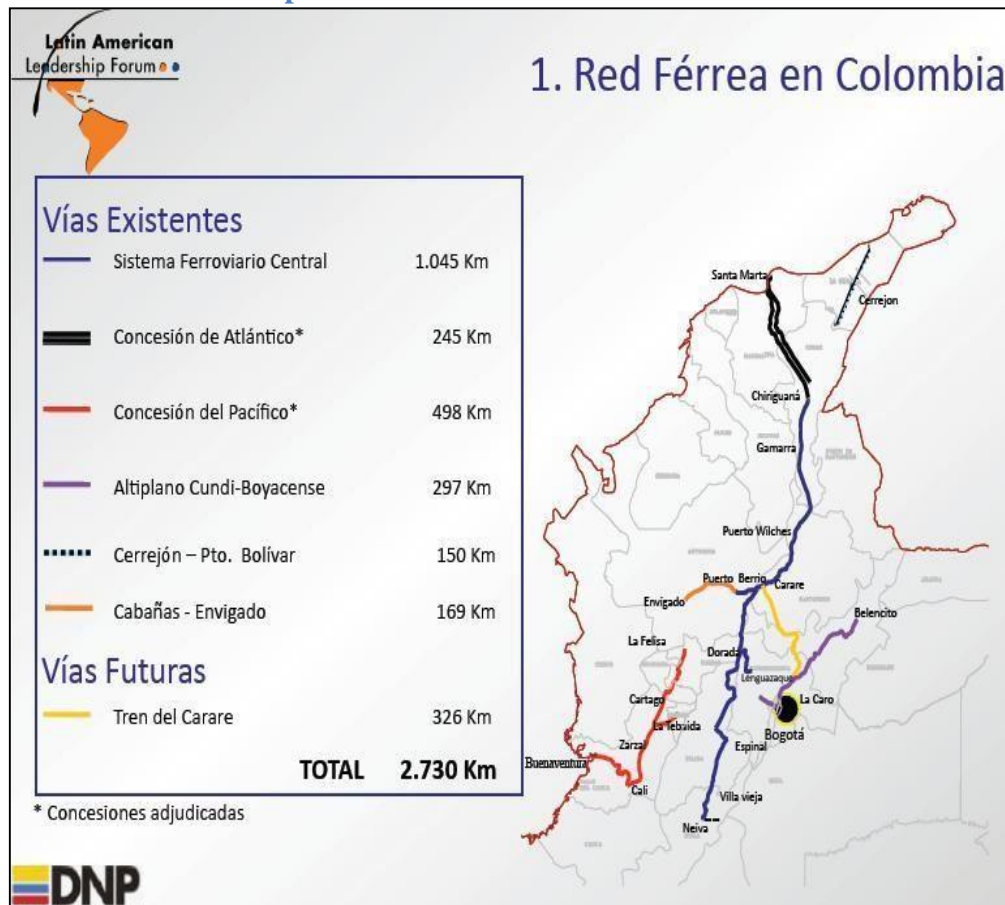 Latin American
Leadership Forum
1. Red Férrea en Colombia
Vías Existentes
Sistema Ferroviario Central 1.045 Km
Concesión de Atlántico* 245 Km
Concesión del Pacífico* 498 Km
Altiplano Cundi-Boyacense 297 Km
Cerrejón – Pto. Bolívar 150 Km
Cabañas - Envigado 169 Km
Vías Futuras
Tren del Carare 326 Km
TOTAL 2.730 Km
* Concesiones adjudicadas
DNP
Santa Marta
Cerrejon
Chiriguaná
Gamarra
Puerto Wilches
Puerto Berrio
Carare
Envigado
Belencito
La Felisa
Dorada
Lenguazaque
Cartago
La Caro
La Tebaida
Bogotá
Zarzal
Espinal
Buenaventura
Cali
Villa vieja
Neiva